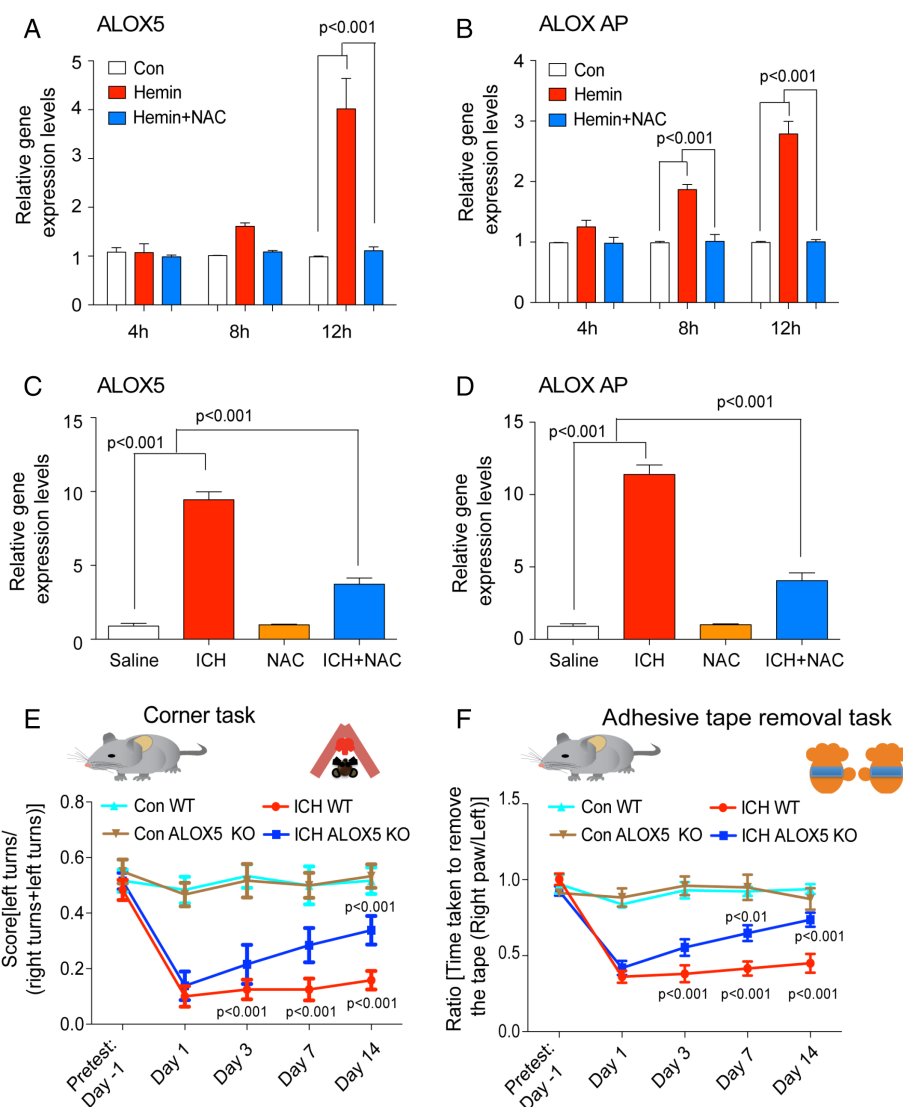 A
ALOX5
Con
Hemin
Hemin+NAC
p<0.001
Relative gene
expression levels
5
4
3
2
1
0
4h
8h
12h
B
ALOX AP
Con
Hemin
Hemin+NAC
p<0.001
p<0.001
Relative gene
expression levels
4
3
2
1
0
4h
8h
12h
C
ALOX5
p<0.001
p<0.001
Relative gene
expression levels
15
10
5
0
Saline
ICH
NAC
ICH+NAC
D
ALOX AP
p<0.001
p<0.001
Relative gene
expression levels
15
10
5
0
Saline
ICH
NAC
ICH+NAC
E
Corner task
Con WT
ICH WT
Con ALOX5 KO
ICH ALOX5 KO
Score[left turns/
(right turns+left turns)]
0.8
0.6
0.4
0.2
0.0
p<0.001
p<0.001
p<0.001
p<0.001
Pretest:
Day -1
Day 1
Day 3
Day 7
Day 14
F
Adhesive tape removal task
Con WT
ICH WT
Con ALOX5 KO
ICH ALOX5 KO
Ratio [Time taken to remove
the tape (Right paw/Left)]
1.5
1.0
0.5
0.0
p<0.01
p<0.001
p<0.001
p<0.001
p<0.001
Pretest:
Day -1
Day 1
Day 3
Day 7
Day 14